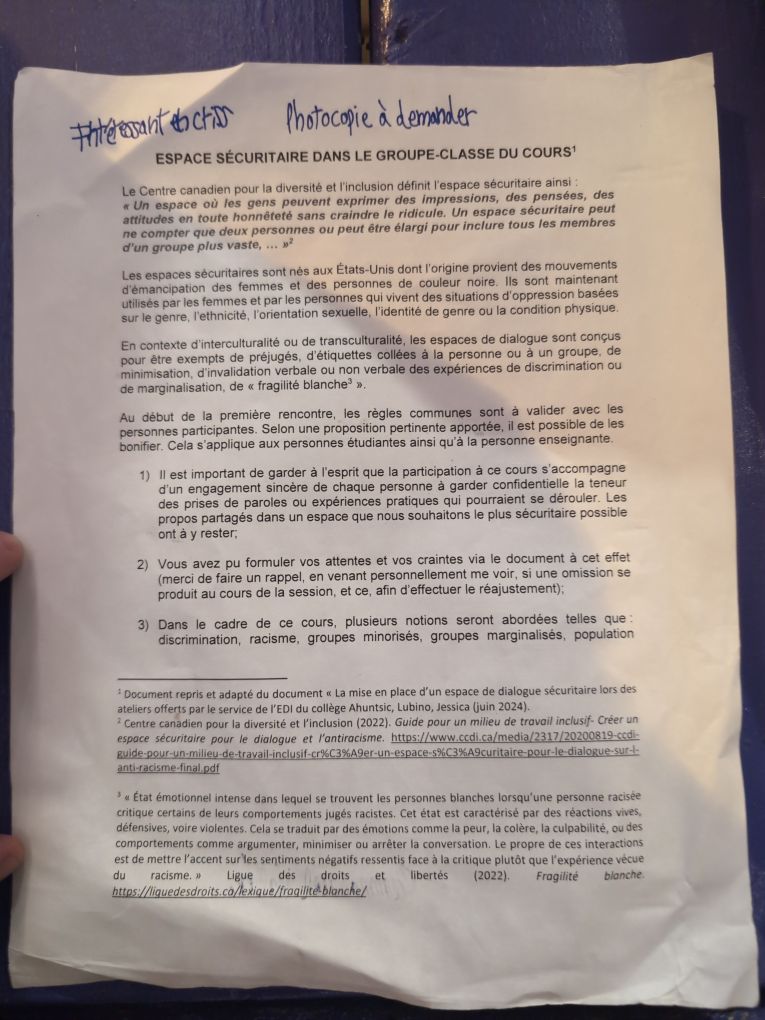 Intéressant en criss Photocopie à demander
ESPACE SÉCURITAIRE DANS LE GROUPE-CLASSE DU COURS¹
Le Centre canadien pour la diversité et l'inclusion définit l'espace sécuritaire ainsi :
« Un espace où les gens peuvent exprimer des impressions, des pensées, des
attitudes en toute honnêteté sans craindre le ridicule. Un espace sécuritaire peut
ne compter que deux personnes ou peut être élargi pour inclure tous les membres
d'un groupe plus vaste, ... »²
Les espaces sécuritaires sont nés aux États-Unis dont l'origine provient des mouvements
d'émancipation des femmes et des personnes de couleur noire. Ils sont maintenant
utilisés par les femmes et par les personnes qui vivent des situations d'oppression basées
sur le genre, l'ethnicité, l'orientation sexuelle, l'identité de genre ou la condition physique.
En contexte d'interculturalité ou de transculturalité, les espaces de dialogue sont conçus
pour être exempts de préjugés, d'étiquettes collées à la personne ou à un groupe, de
minimisation, d'invalidation verbale ou non verbale des expériences de discrimination ou
de marginalisation, de « fragilité blanche³ ».
Au début de la première rencontre, les règles communes sont à valider avec les
personnes participantes. Selon une proposition pertinente apportée, il est possible de les
bonifier. Cela s'applique aux personnes étudiantes ainsi qu'à la personne enseignante.
1) Il est important de garder à l'esprit que la participation à ce cours s'accompagne
d'un engagement sincère de chaque personne à garder confidentielle la teneur
des prises de paroles ou expériences pratiques qui pourraient se dérouler. Les
propos partagés dans un espace que nous souhaitons le plus sécuritaire possible
ont à y rester;
2) Vous avez pu formuler vos attentes et vos craintes via le document à cet effet
(merci de faire un rappel, en venant personnellement me voir, si une omission se
produit au cours de la session, et ce, afin d'effectuer le réajustement);
3) Dans le cadre de ce cours, plusieurs notions seront abordées telles que :
discrimination, racisme, groupes minorisés, groupes marginalisés, population
¹ Document repris et adapté du document « La mise en place d'un espace de dialogue sécuritaire lors des
ateliers offerts par le service de l'EDI du collège Ahuntsic, Lubino, Jessica (juin 2024).
² Centre canadien pour la diversité et l'inclusion (2022). Guide pour un milieu de travail inclusif- Créer un
espace sécuritaire pour le dialogue et l'antiracisme. https://www.ccdi.ca/media/2317/20200819-ccdi-
guide-pour-un-milieu-de-travail-inclusif-cr%C3%A9er-un-espace-s%C3%A9curitaire-pour-le-dialogue-sur-l-
anti-racisme-final.pdf
³ « État émotionnel intense dans lequel se trouvent les personnes blanches lorsqu'une personne racisée
critique certains de leurs comportements jugés racistes. Cet état est caractérisé par des réactions vives,
défensives, voire violentes. Cela se traduit par des émotions comme la peur, la colère, la culpabilité, ou des
comportements comme argumenter, minimiser ou arrêter la conversation. Le propre de ces interactions
est de mettre l'accent sur les sentiments négatifs ressentis face à la critique plutôt que l'expérience vécue
du racisme. » Ligue des droits et libertés (2022). Fragilité blanche.
https://liguedesdroits.ca/lexique/fragilite-blanche/